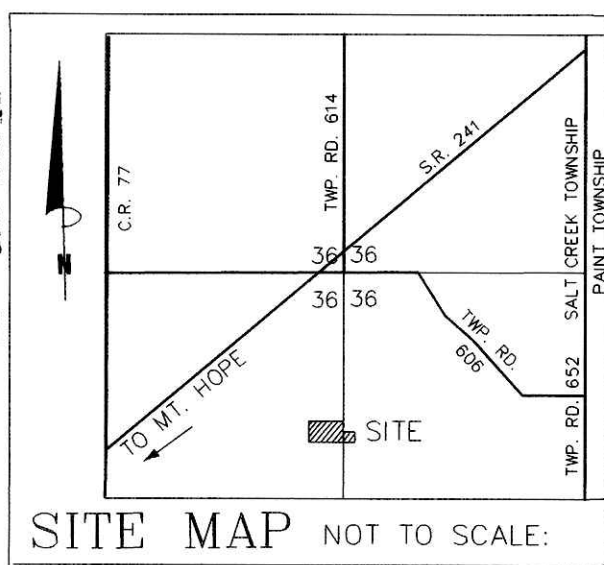 C.R. 77
TWP. RD. 614
S.R. 241
SALT CREEK TOWNSHIP
PAINT TOWNSHIP
N
36 36
36 36
TWP. RD.
606
TWP. RD. 652
TO MT. HOPE
SITE
SITE MAP NOT TO SCALE: